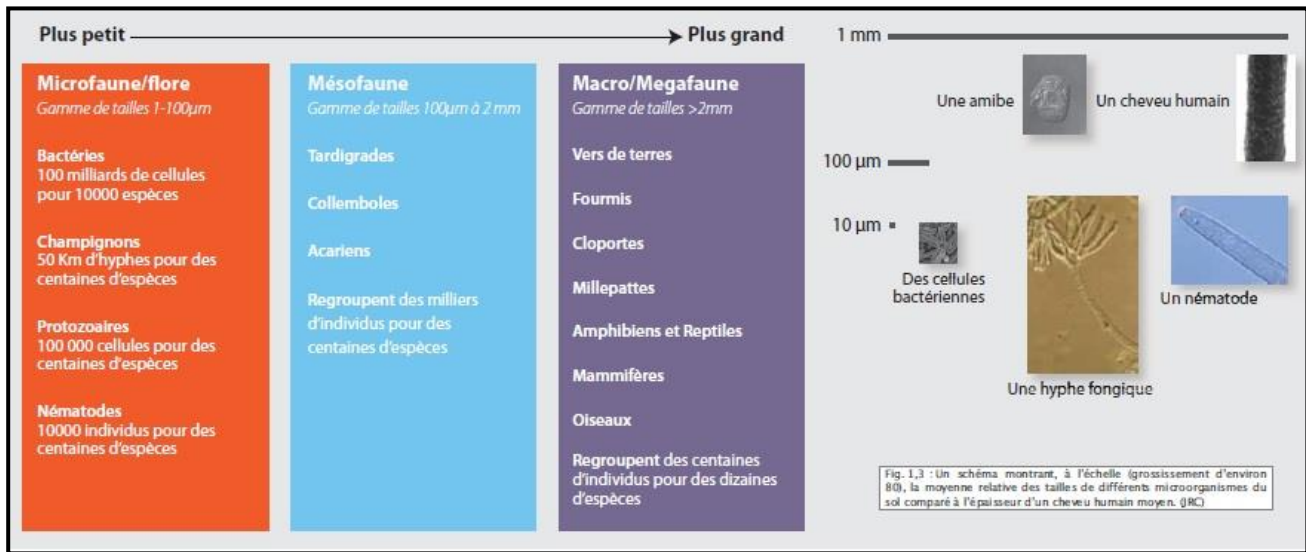 Plus petit
Plus grand
Microfaune/flore
Gamme de tailles 1-100µm
Bactéries
100 milliards de cellules
pour 10000 espèces
Champignons
50 Km d'hyphes pour des
centaines d'espèces
Protozoaires
100 000 cellules pour des
centaines d'espèces
Nématodes
10000 individus pour des
centaines d'espèces
Mésofaune
Gamme de tailles 100µm à 2 mm
Tardigrades
Collemboles
Acariens
Regroupent des milliers
d'individus pour des
centaines d'espèces
Macro/Megafaune
Gamme de tailles >2mm
Vers de terres
Fourmis
Cloportes
Millepattes
Amphibiens et Reptiles
Mammifères
Oiseaux
Regroupent des centaines
d'individus pour des dizaines
d'espèces
1 mm
Une amibe
Un cheveu humain
100 µm
10 µm
Des cellules
bactériennes
Un nématode
Une hyphe fongique
Fig. 1,3 : Un schéma montrant, à l'échelle (grossissement d'environ
80), la moyenne relative des tailles de différents microorganismes du
sol comparé à l'épaisseur d'un cheveu humain moyen. (JRC)